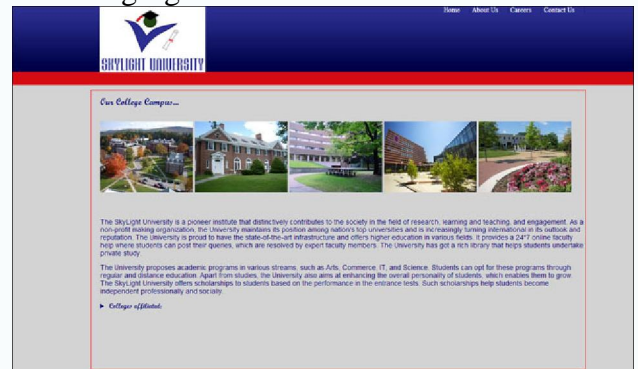 Home About Us Careers Contact Us
SKYLIGHT UNIVERSITY
Our College Campus...
The SkyLight University is a pioneer institute that distinctively contributes to the society in the field of research, learning and teaching, and engagement. As a
non-profit making organization, the University maintains its position among nation's top universities and is increasingly turning international in its outlook and
reputation. The University is proud to have the state-of-the-art infrastructure and offers higher education in various fields. It provides a 24*7 online faculty
help where students can post their queries, which are resolved by expert faculty members. The University has got a rich library that helps students undertake
private study.
The University proposes academic programs in various streams, such as Arts, Commerce, IT, and Science. Students can opt for these programs through
regular and distance education. Apart from studies, the University also aims at enhancing the overall personality of students, which enables them to grow.
The SkyLight University offers scholarships to students based on the performance in the entrance tests. Such scholarships help students become
independent professionally and socially.
► Colleges affiliated: